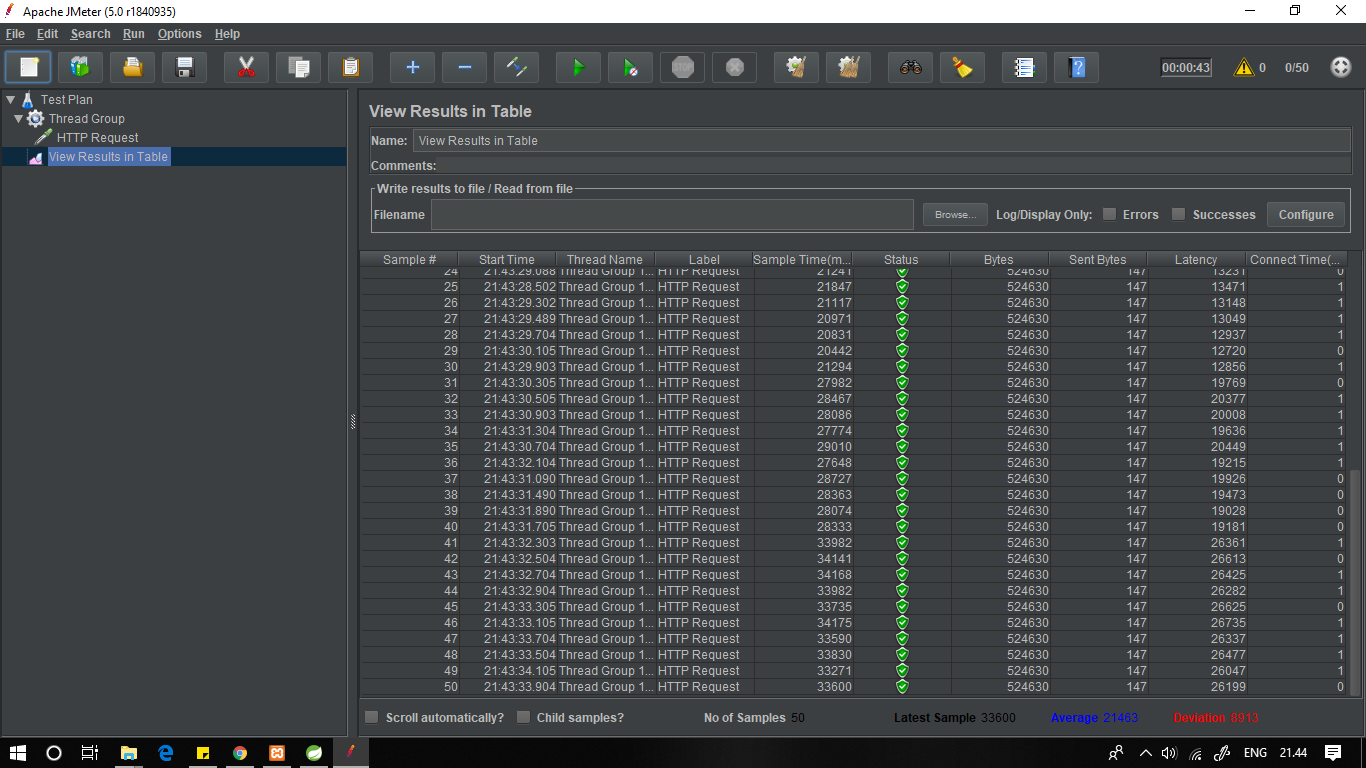 Apache JMeter (5.0 r1840935)
File Edit Search Run Options Help
00:00:43 0 0/50
Test Plan
Thread Group
HTTP Request
View Results in Table
View Results in Table
Name: View Results in Table
Comments:
Write results to file / Read from file
Filename Browse... Log/Display Only: Errors Successes Configure
Sample # Start Time Thread Name Label Sample Time(m... Status Bytes Sent Bytes Latency Connect Time(...
24 21:43:29.088 Thread Group 1... HTTP Request 21241 524630 147 13231 0
25 21:43:28.502 Thread Group 1... HTTP Request 21847 524630 147 13471 1
26 21:43:29.302 Thread Group 1... HTTP Request 21117 524630 147 13148 1
27 21:43:29.489 Thread Group 1... HTTP Request 20971 524630 147 13049 1
28 21:43:29.704 Thread Group 1... HTTP Request 20831 524630 147 12937 1
29 21:43:30.105 Thread Group 1... HTTP Request 20442 524630 147 12720 0
30 21:43:29.903 Thread Group 1... HTTP Request 21294 524630 147 12856 1
31 21:43:30.305 Thread Group 1... HTTP Request 27982 524630 147 19769 0
32 21:43:30.505 Thread Group 1... HTTP Request 28467 524630 147 20377 1
33 21:43:30.903 Thread Group 1... HTTP Request 28086 524630 147 20008 1
34 21:43:31.304 Thread Group 1... HTTP Request 27774 524630 147 19636 1
35 21:43:30.704 Thread Group 1... HTTP Request 29010 524630 147 20449 1
36 21:43:32.104 Thread Group 1... HTTP Request 27648 524630 147 19215 1
37 21:43:31.090 Thread Group 1... HTTP Request 28727 524630 147 19926 0
38 21:43:31.490 Thread Group 1... HTTP Request 28363 524630 147 19473 0
39 21:43:31.890 Thread Group 1... HTTP Request 28074 524630 147 19028 0
40 21:43:31.705 Thread Group 1... HTTP Request 28333 524630 147 19181 0
41 21:43:32.303 Thread Group 1... HTTP Request 33982 524630 147 26361 1
42 21:43:32.504 Thread Group 1... HTTP Request 34141 524630 147 26613 0
43 21:43:32.704 Thread Group 1... HTTP Request 34168 524630 147 26425 1
44 21:43:32.904 Thread Group 1... HTTP Request 33982 524630 147 26282 1
45 21:43:33.305 Thread Group 1... HTTP Request 33735 524630 147 26625 0
46 21:43:33.105 Thread Group 1... HTTP Request 34175 524630 147 26735 1
47 21:43:33.704 Thread Group 1... HTTP Request 33590 524630 147 26337 1
48 21:43:33.504 Thread Group 1... HTTP Request 33830 524630 147 26477 1
49 21:43:34.105 Thread Group 1... HTTP Request 33271 524630 147 26047 1
50 21:43:33.904 Thread Group 1... HTTP Request 33600 524630 147 26199 0
Scroll automatically? Child samples? No of Samples 50 Latest Sample 33600 Average 21463 Deviation 8913
ENG 21.44